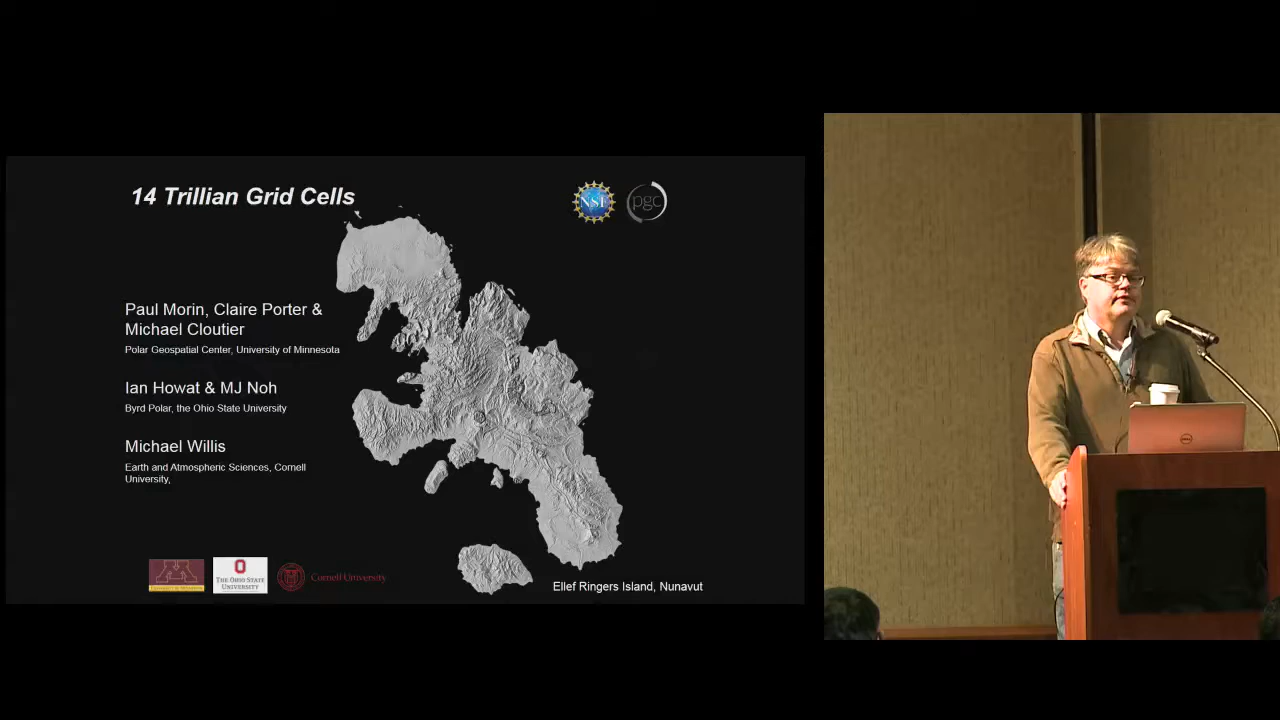 14 Trillian Grid Cells
NSF
pgc
Paul Morin, Claire Porter &
Michael Cloutier
Polar Geospatial Center, University of Minnesota
Ian Howat & MJ Noh
Byrd Polar, the Ohio State University
Michael Willis
Earth and Atmospheric Sciences, Cornell
University,
O
THE OHIO STATE
UNIVERSITY
Cornell University
Ellef Ringers Island, Nunavut
DELL